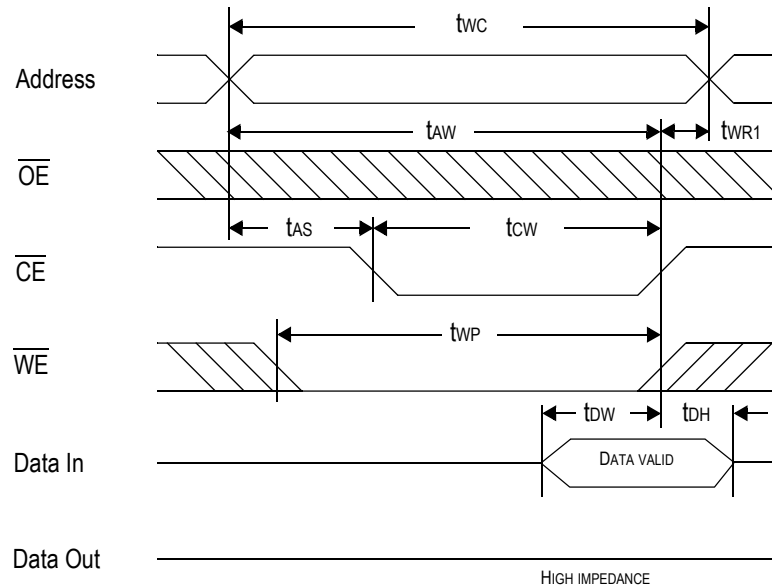 tWC
Address
tAW tWR1
OE
tAS tCW
CE
tWP
WE
tDW tDH
Data In DATA VALID
Data Out
HIGH IMPEDANCE